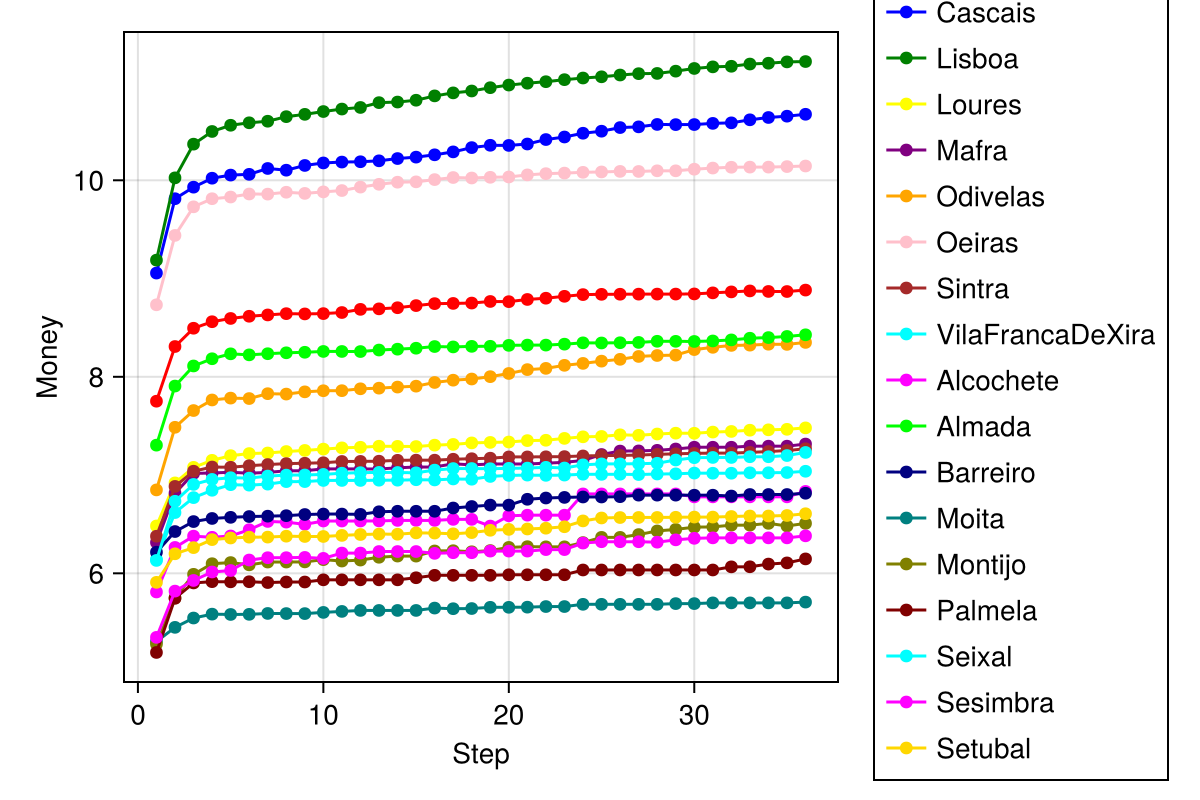 Cascais
Lisboa
Loures
Mafra
Odivelas
Oeiras
Sintra
VilaFrancaDeXira
Alcochete
Almada
Barreiro
Moita
Montijo
Palmela
Seixal
Sesimbra
Setubal
10
8
6
Money
0 10 20 30
Step